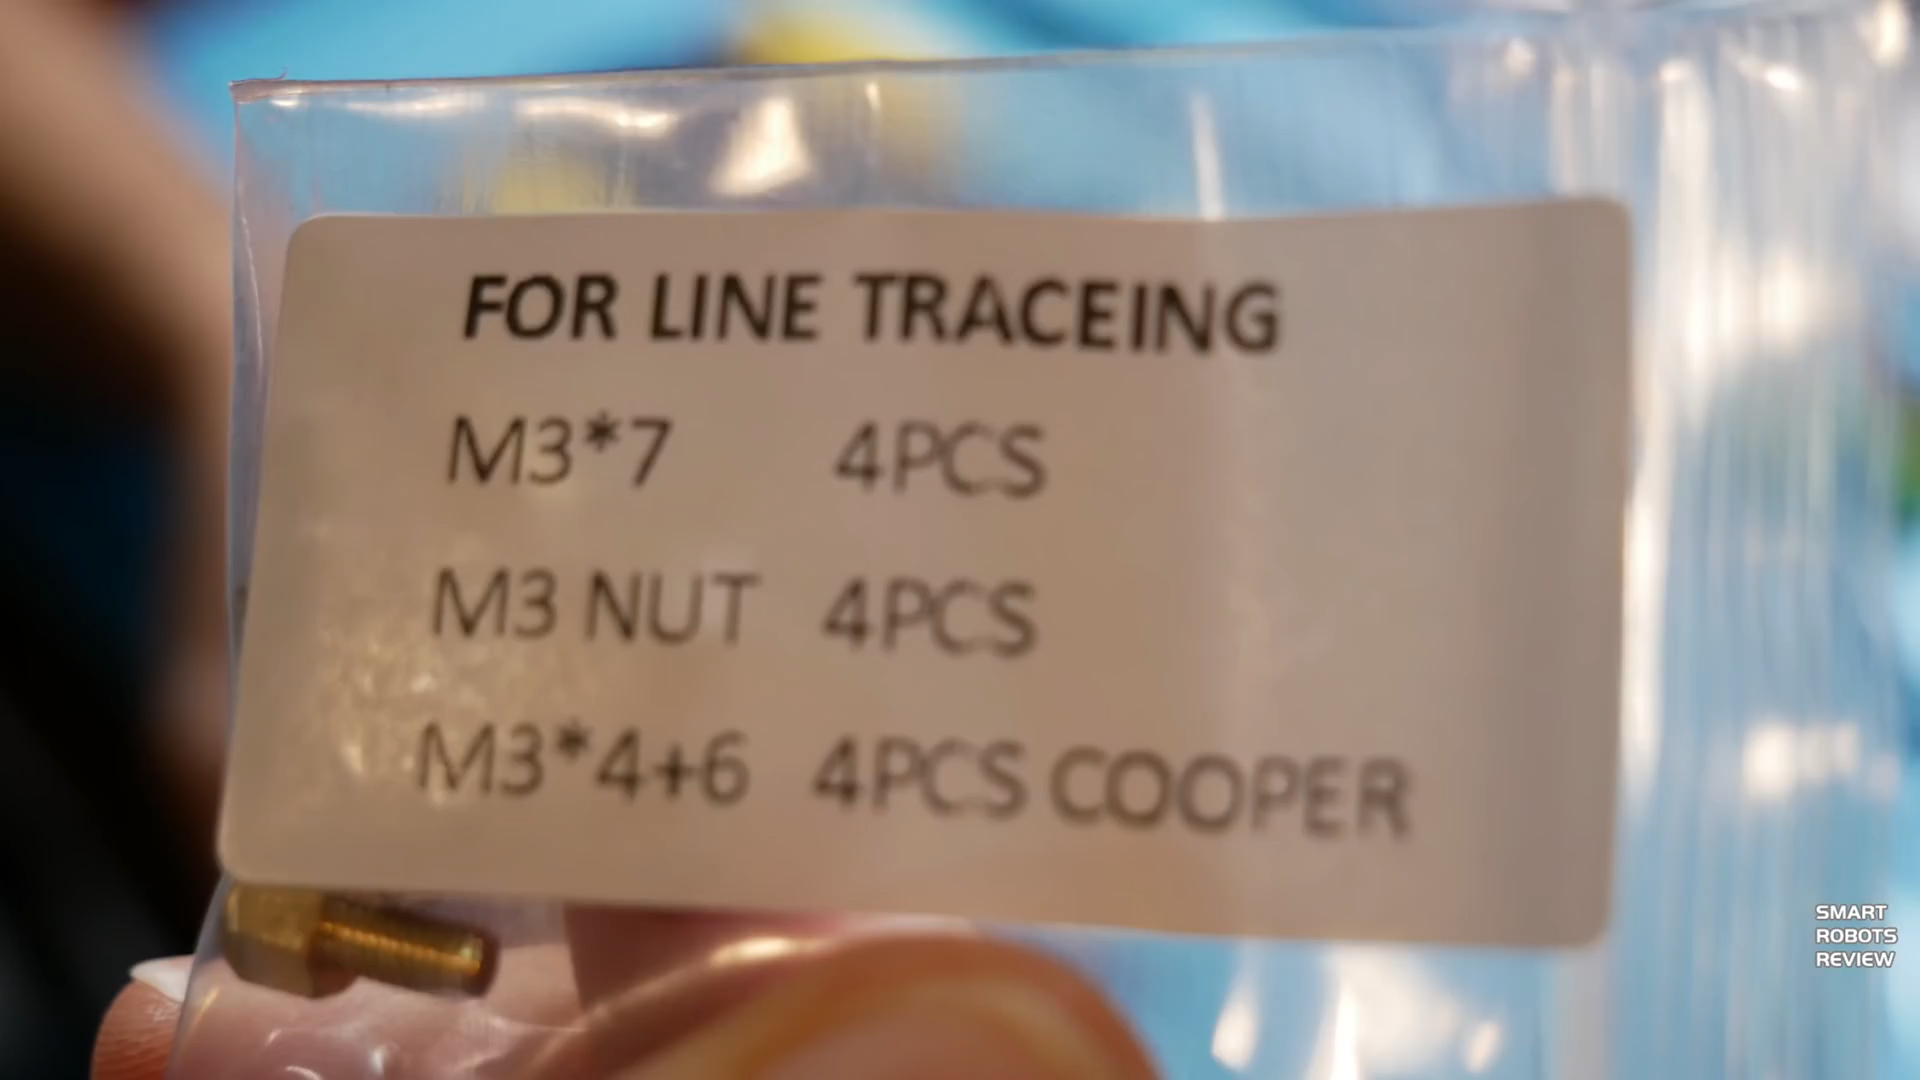 FOR LINE TRACEING
M3*7 4PCS
M3 NUT 4PCS
M3*4+6 4PCS COOPER
SMART
ROBOTS
REVIEW